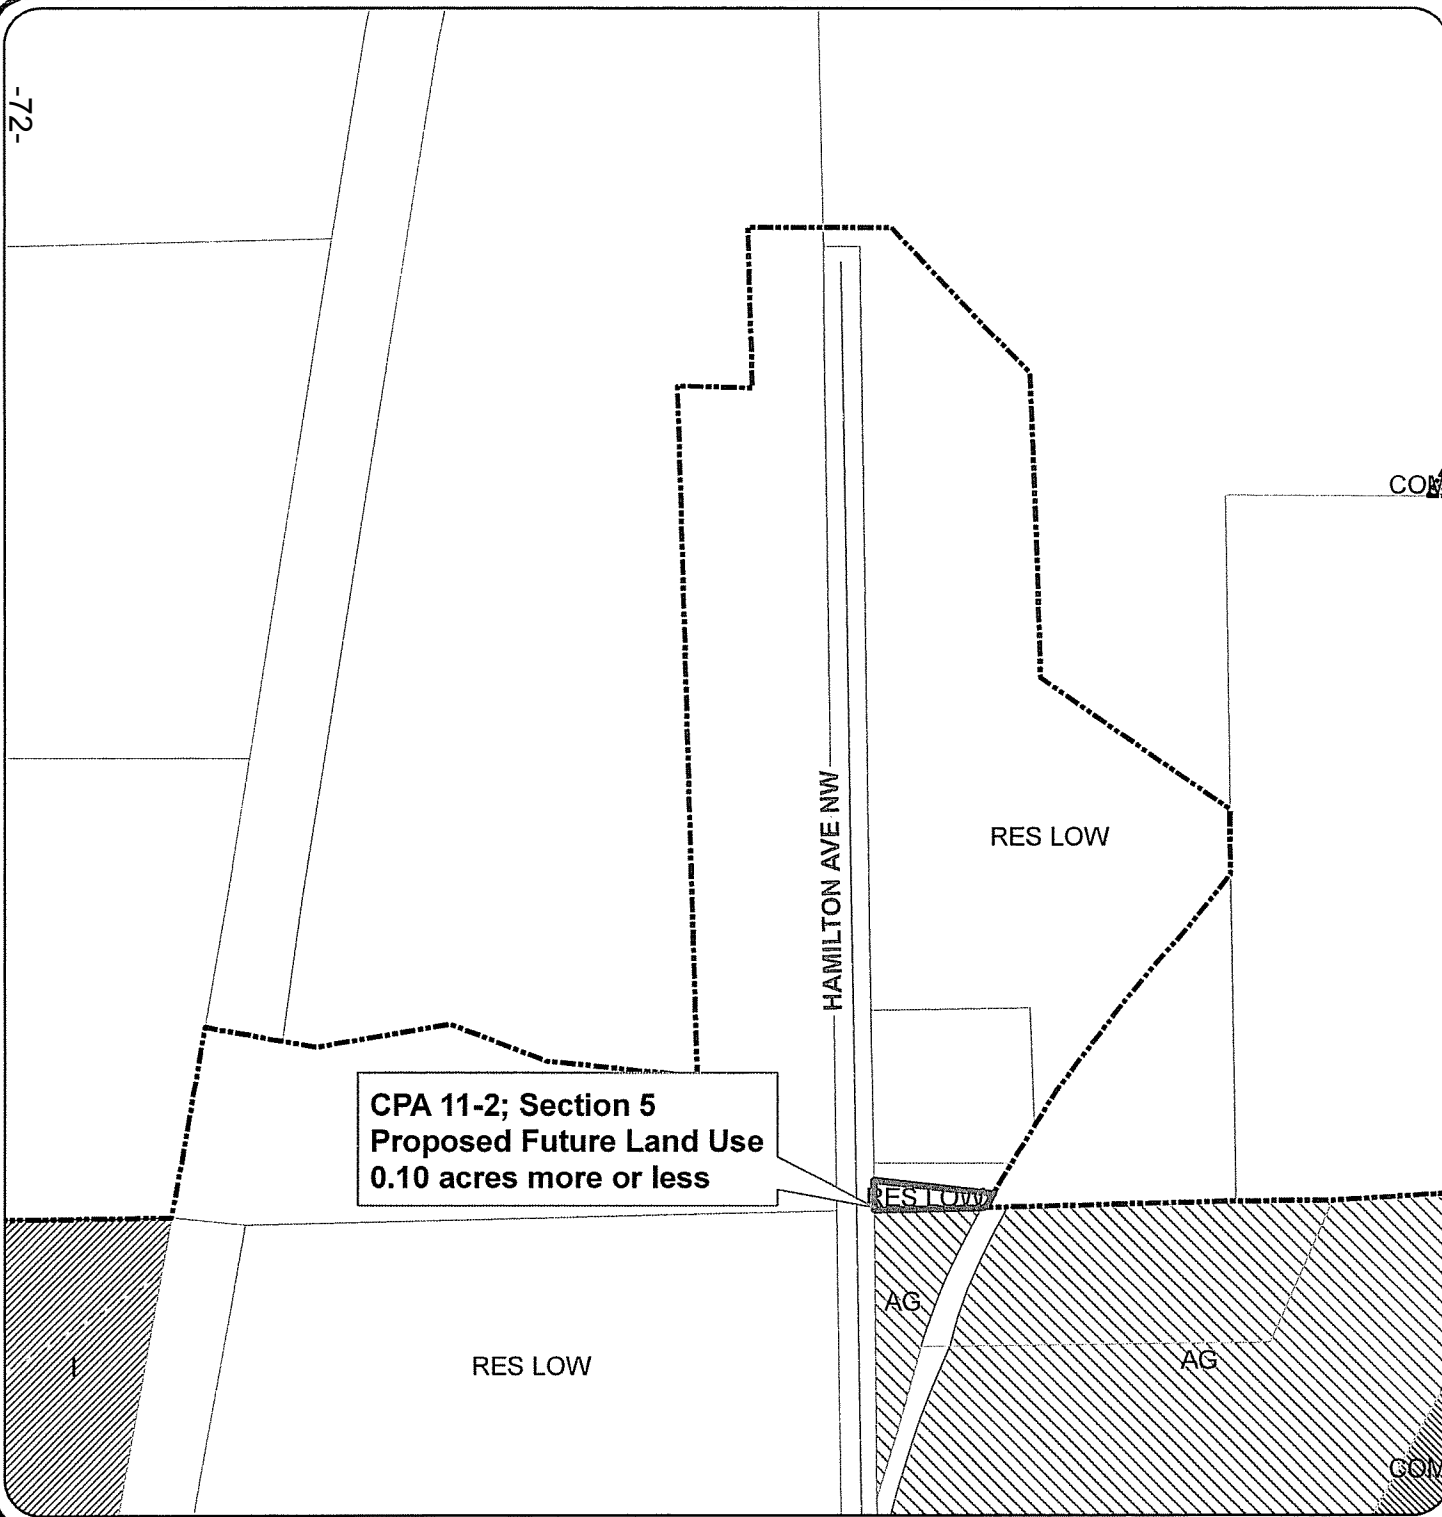 -72-
COM
HAMILTON AVE NW
RES LOW
CPA 11-2; Section 5
Proposed Future Land Use
0.10 acres more or less
RES LOW
AG
I
RES LOW
AG
COM